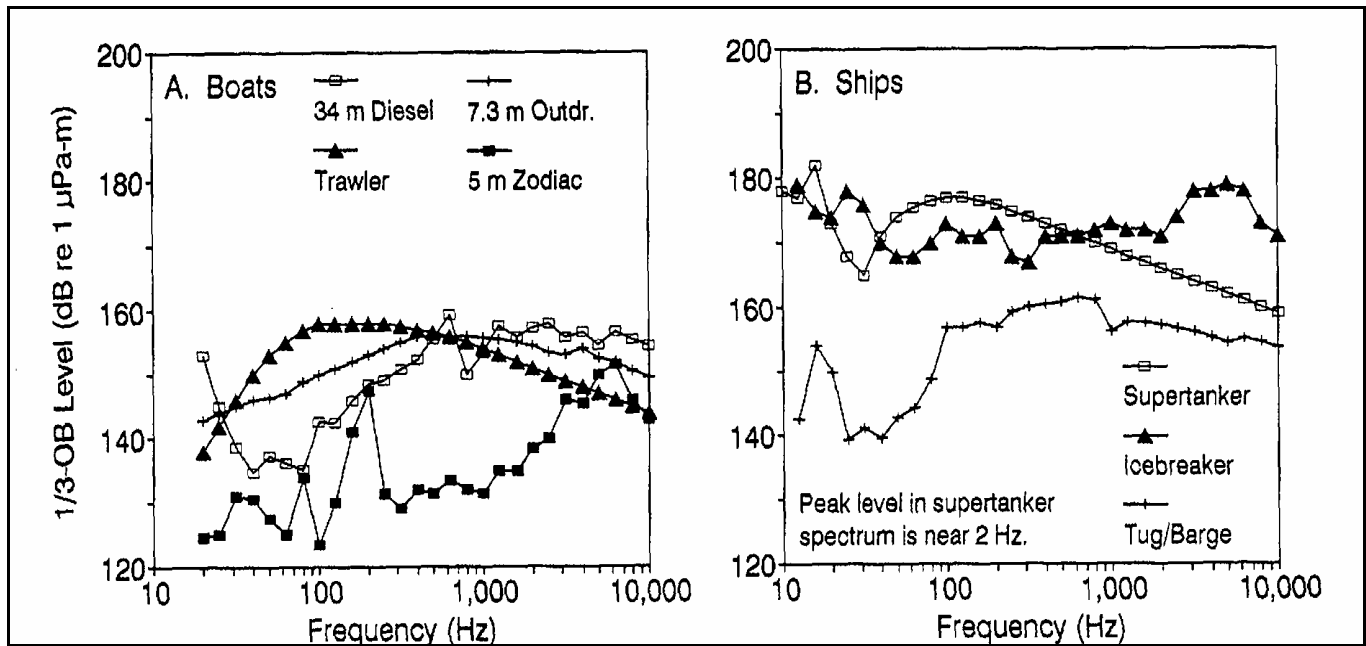 1/3-OB Level (dB re 1 µPa-m)
200
180
160
140
120
A. Boats
34 m Diesel
7.3 m Outdr.
Trawler
5 m Zodiac
10
100
1,000
10,000
Frequency (Hz)
200
180
160
140
120
B. Ships
Supertanker
Icebreaker
Tug/Barge
Peak level in supertanker
spectrum is near 2 Hz.
10
100
1,000
10,000
Frequency (Hz)